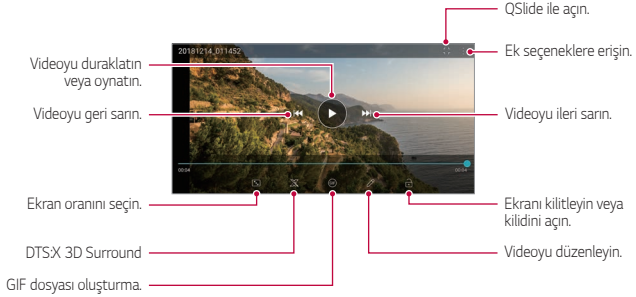 QSlide ile açın.
20181214_011452
Ek seçeneklere erişin.
Videoyu duraklatın
veya oynatın.
Videoyu geri sarın.
Videoyu ileri sarın.
00:04
00:04
Ekran oranını seçin.
Ekranı kilitleyin veya
kilidini açın.
DTS:X 3D Surround
Videoyu düzenleyin.
GIF dosyası oluşturma.